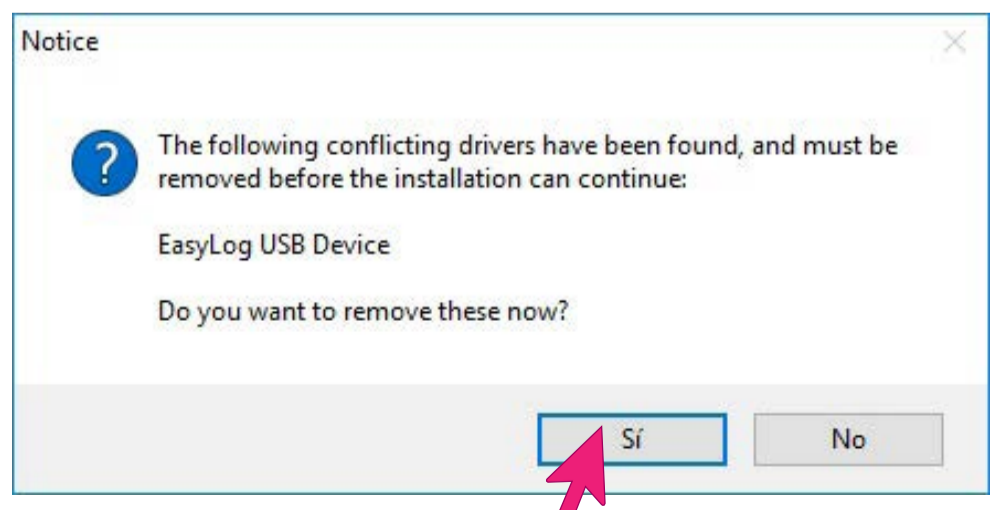 Notice
The following conflicting drivers have been found, and must be
removed before the installation can continue:
EasyLog USB Device
Do you want to remove these now?
Sí
No